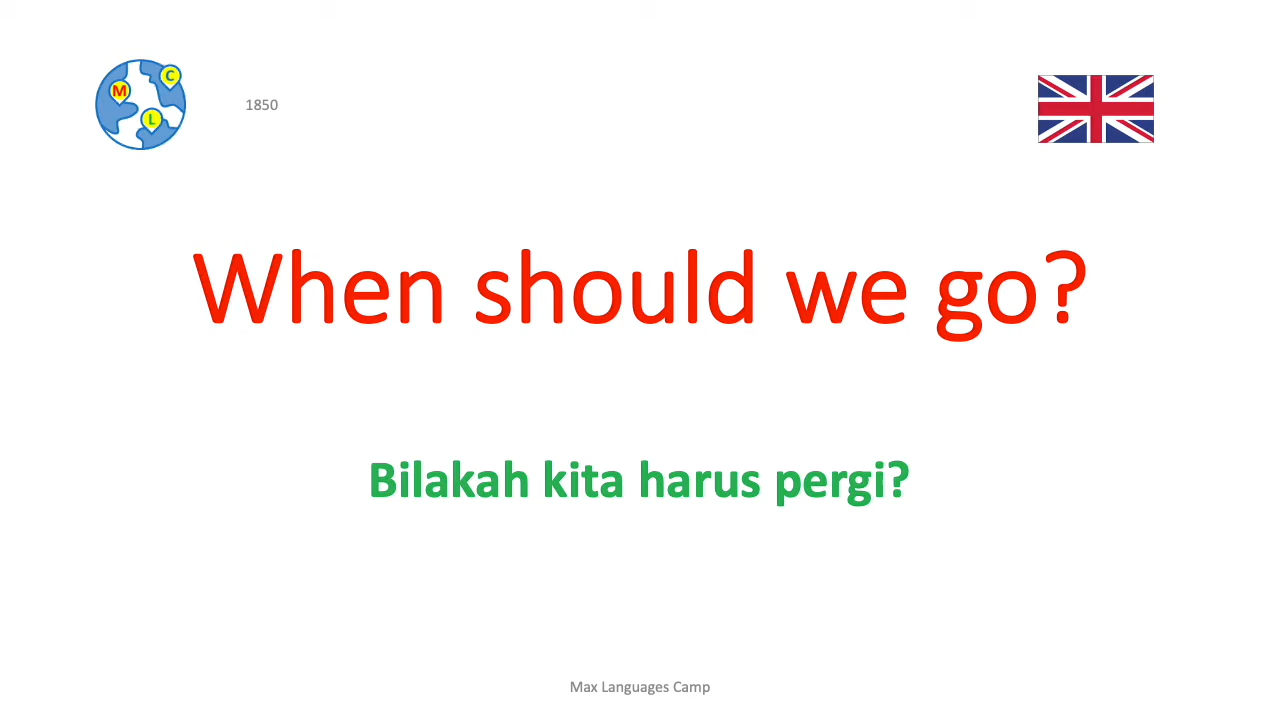 C
M
L
1850
When should we go?
Bilakah kita harus pergi?
Max Languages Camp